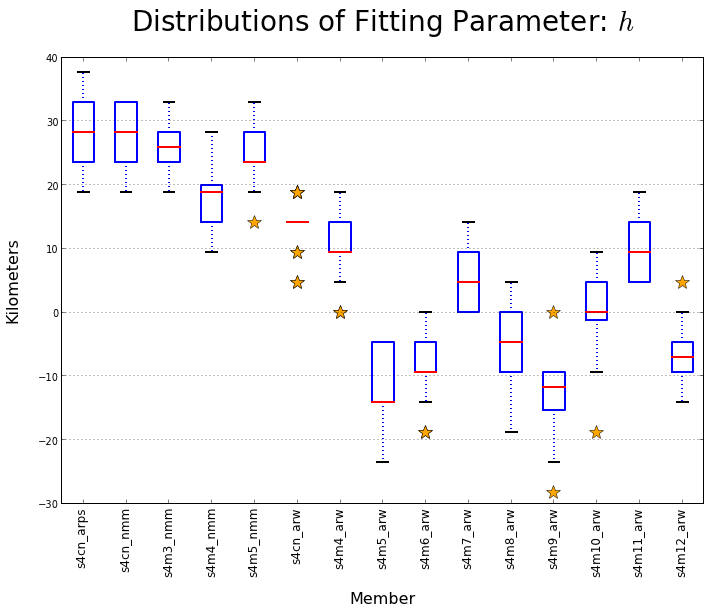 Distributions of Fitting Parameter: h
40
30
20
10
0
−10
−20
−30
Kilometers
s4cn_arps
s4cn_nmm
s4m3_nmm
s4m4_nmm
s4m5_nmm
s4cn_arw
s4m4_arw
s4m5_arw
s4m6_arw
s4m7_arw
s4m8_arw
s4m9_arw
s4m10_arw
s4m11_arw
s4m12_arw
Member